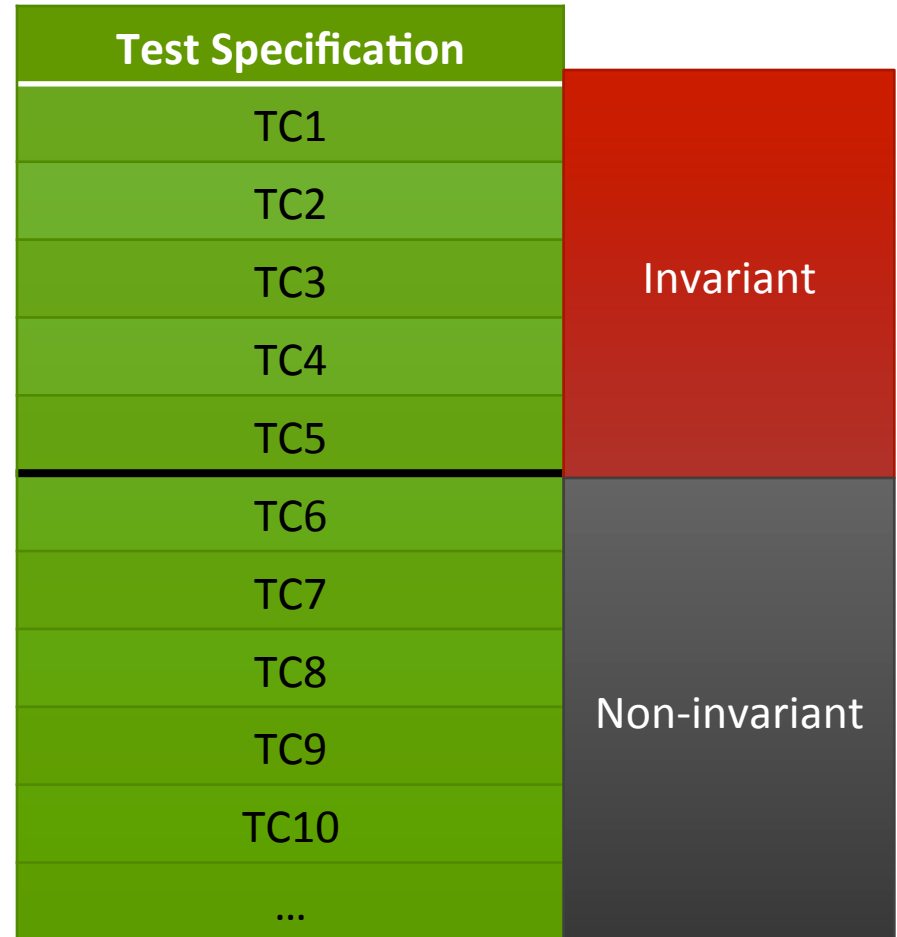 Test Specification
TC1
TC2
TC3
TC4
TC5
TC6
TC7
TC8
TC9
TC10
...
Invariant
Non-invariant